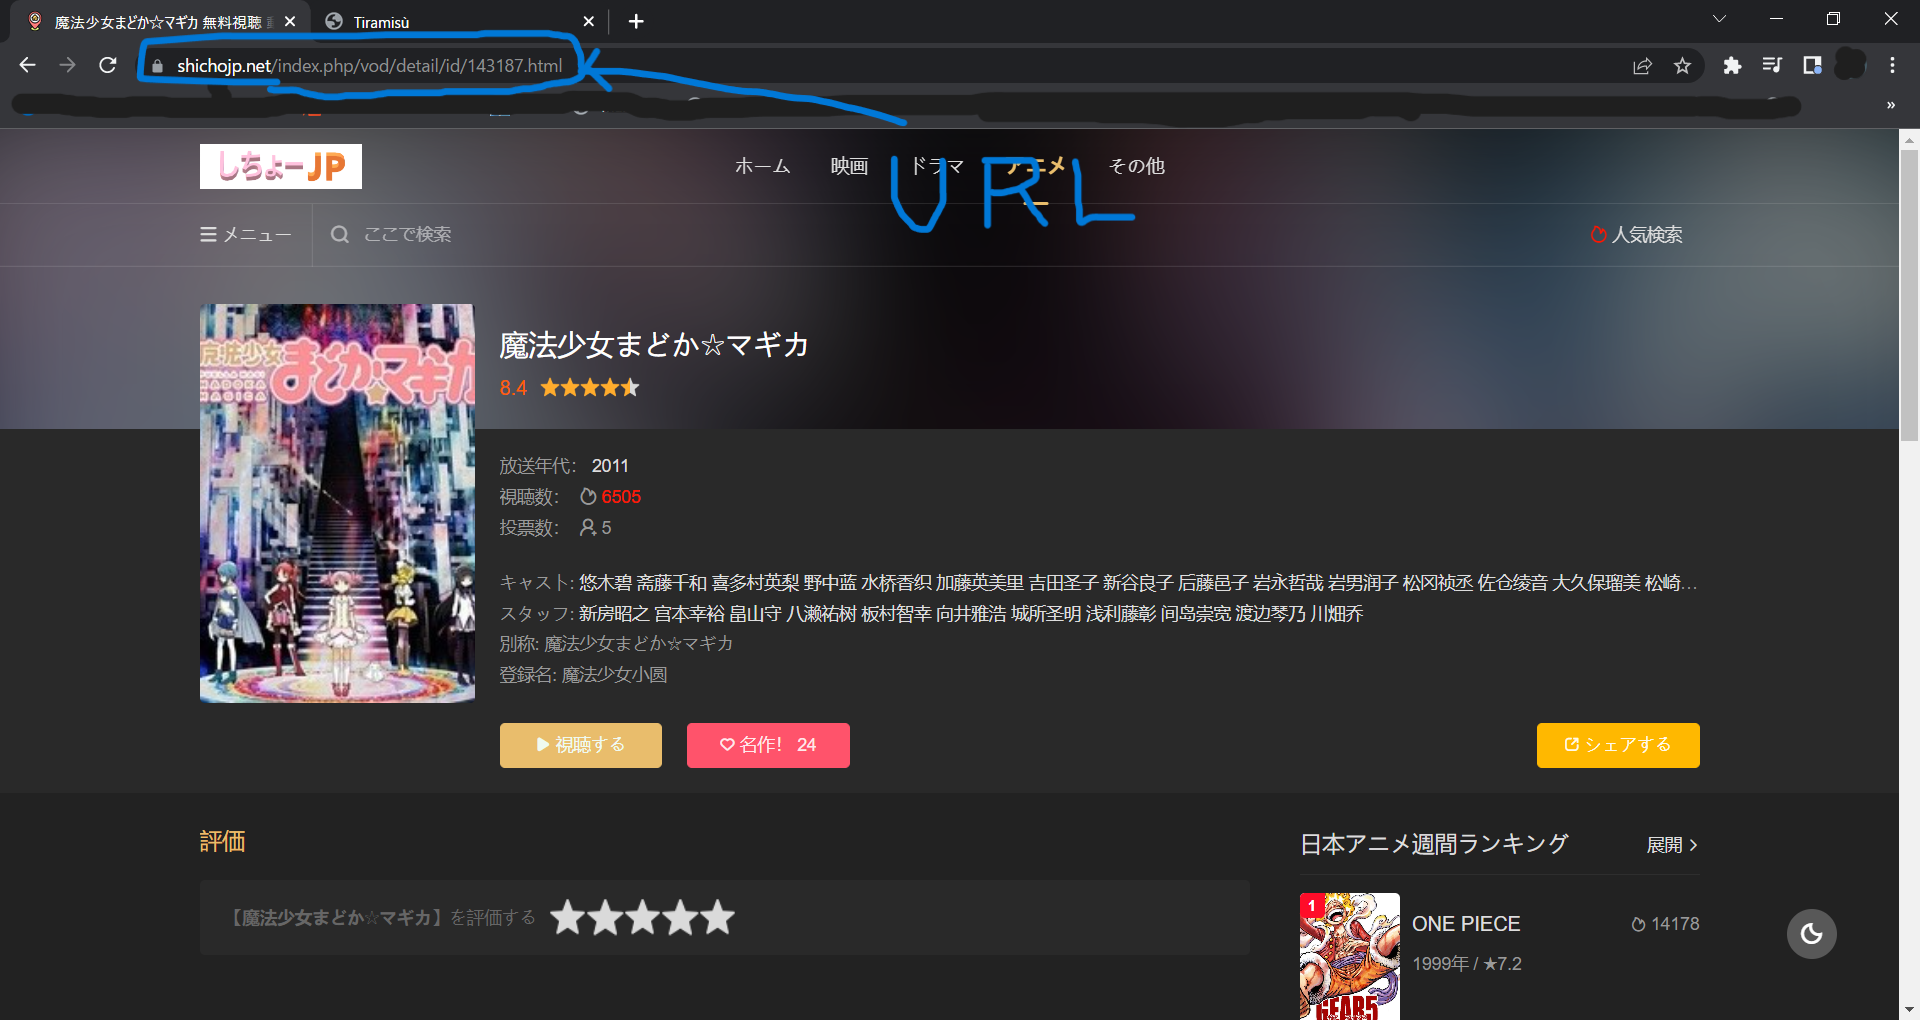 魔法少女まどか☆マギカ 無料視聴
Tiramisù
shichojp.net/index.php/vod/detail/id/143187.html
URL
しちょーJP
ホーム 映画 ドラマ アニメ その他
メニュー ここで検索 人気検索
魔法少女
まどか☆マギカ
MADOKA
MAGICA
魔法少女まどか☆マギカ
8.4
放送年代: 2011
視聴数: 6505
投票数: 5
キャスト: 悠木碧 斋藤千和 喜多村英梨 野中蓝 水桥香织 加藤英美里 吉田圣子 新谷良子 后藤邑子 岩永哲哉 岩男润子 松冈祯丞 佐仓绫音 大久保瑠美 松崎...
スタッフ: 新房昭之 宫本幸裕 畠山守 八濑祐树 板村智幸 向井雅浩 城所圣明 浅利藤彰 间岛崇宽 渡边琴乃 川畑乔
別称: 魔法少女まどか☆マギカ
登録名: 魔法少女小圆
視聴する 名作! 24 シェアする
評価
【魔法少女まどか☆マギカ】を評価する
日本アニメ週間ランキング 展開
1
ONE PIECE 14178
1999年 / ★7.2
GEAR5